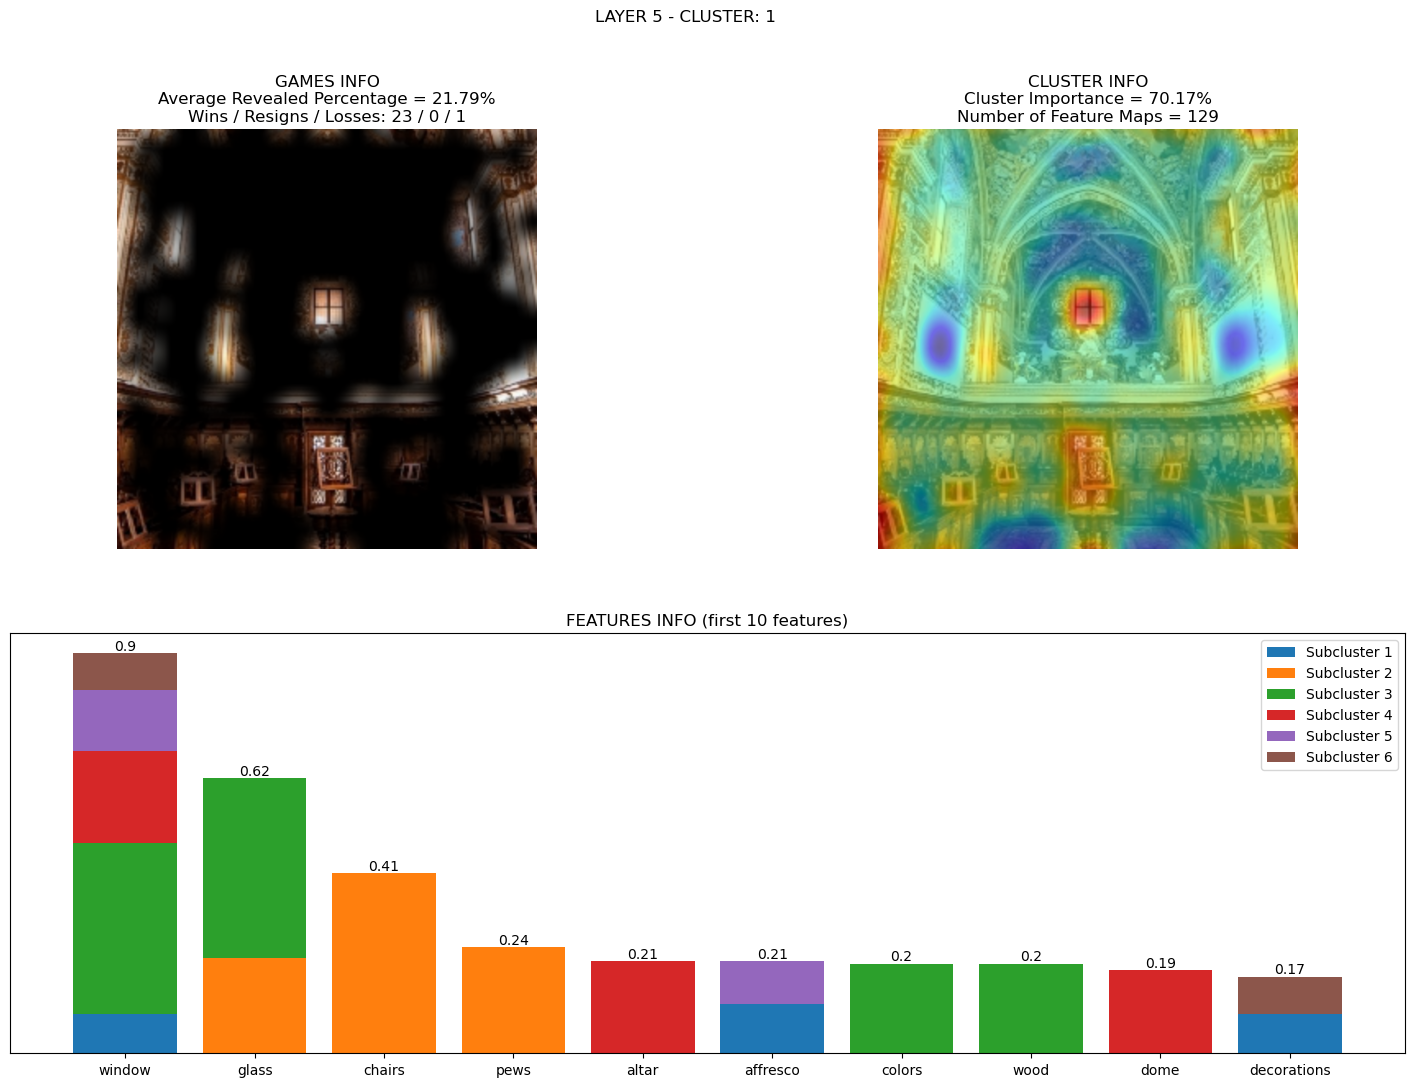 LAYER 5 - CLUSTER: 1
GAMES INFO
Average Revealed Percentage = 21.79%
Wins / Resigns / Losses: 23 / 0 / 1
CLUSTER INFO
Cluster Importance = 70.17%
Number of Feature Maps = 129
FEATURES INFO (first 10 features)
0.9
0.62
0.41
0.24
0.21
0.21
0.2
0.2
0.19
0.17
Subcluster 1
Subcluster 2
Subcluster 3
Subcluster 4
Subcluster 5
Subcluster 6
window
glass
chairs
pews
altar
affresco
colors
wood
dome
decorations